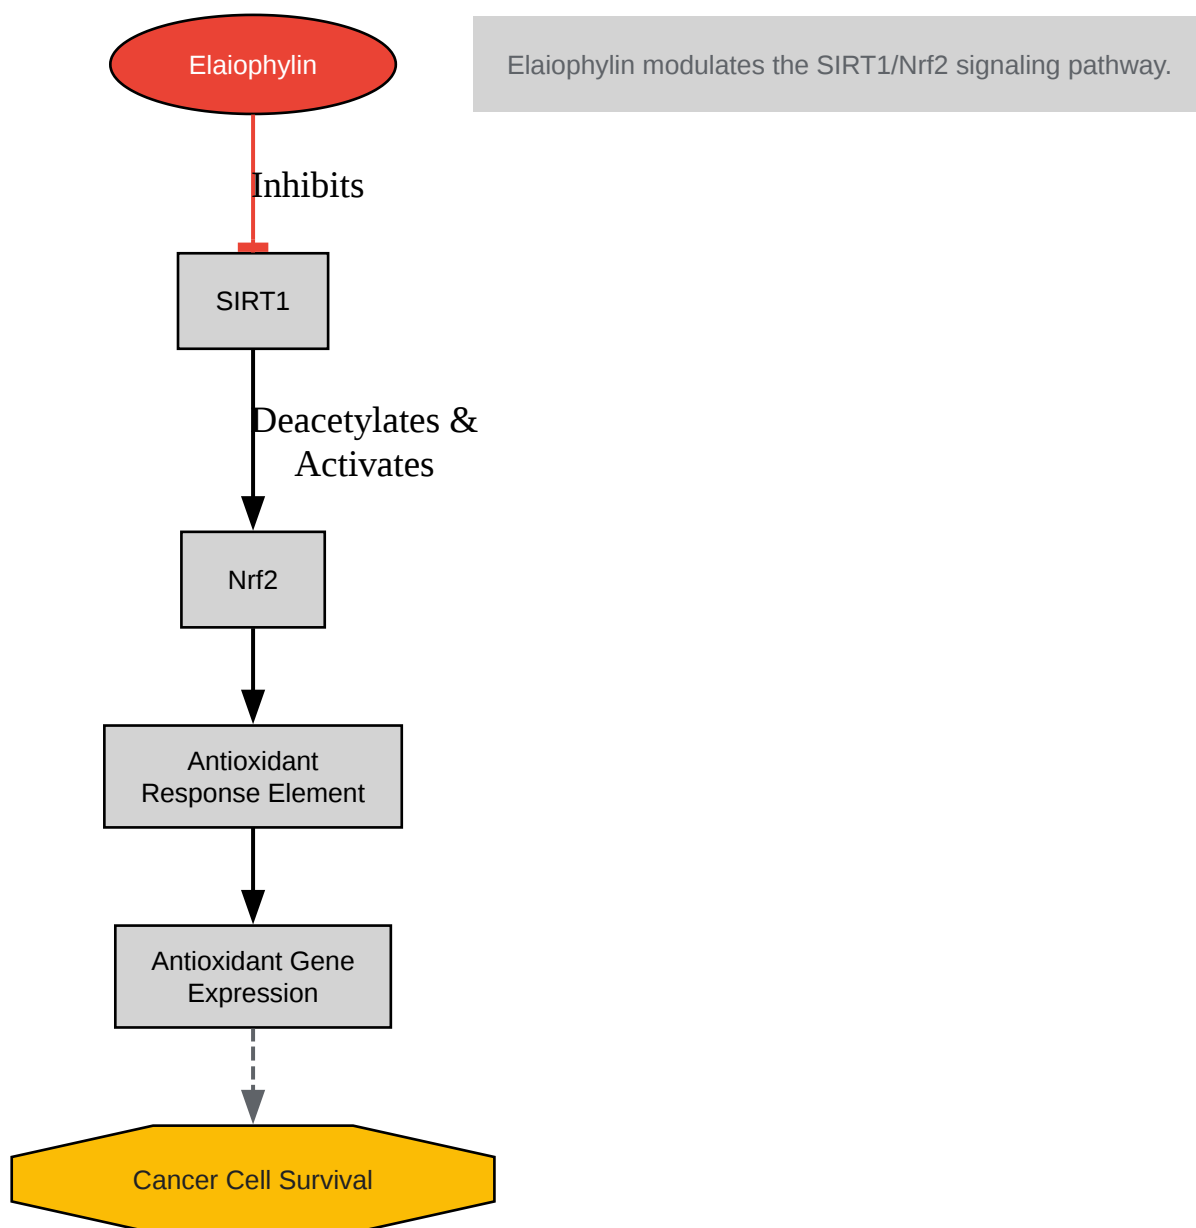 Elaiophylin
Elaiophylin modulates the SIRT1/Nrf2 signaling pathway.
Inhibits
SIRT1
Deacetylates &
Activates
Nrf2
Antioxidant
Response Element
Antioxidant Gene
Expression
Cancer Cell Survival